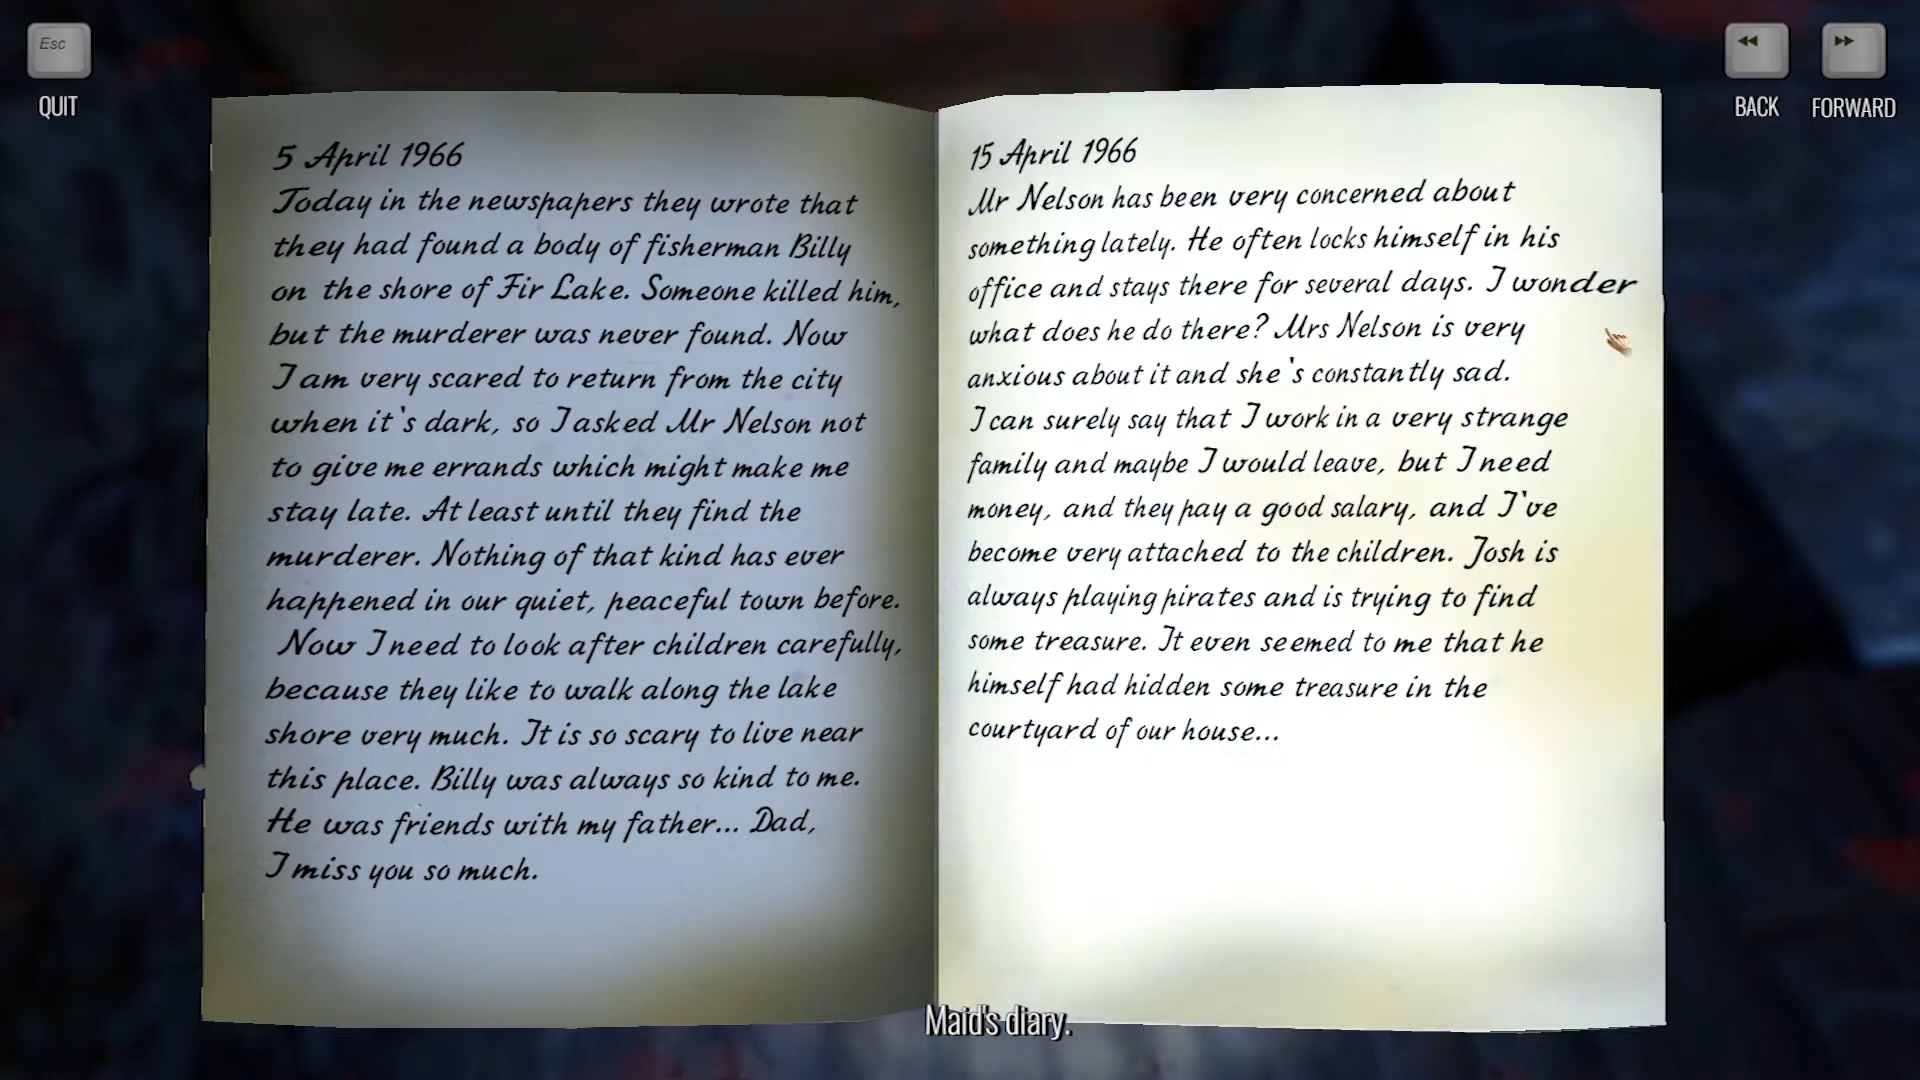 Esc
QUIT
BACK
FORWARD
5 April 1966
Today in the newspapers they wrote that
they had found a body of fisherman Billy
on the shore of Fir Lake. Someone killed him,
but the murderer was never found. Now
I am very scared to return from the city
when it's dark, so I asked Mr Nelson not
to give me errands which might make me
stay late. At least until they find the
murderer. Nothing of that kind has ever
happened in our quiet, peaceful town before.
Now I need to look after children carefully,
because they like to walk along the lake
shore very much. It is so scary to live near
this place. Billy was always so kind to me.
He was friends with my father... Dad,
I miss you so much.
15 April 1966
Mr Nelson has been very concerned about
something lately. He often locks himself in his
office and stays there for several days. I wonder
what does he do there? Mrs Nelson is very
anxious about it and she's constantly sad.
I can surely say that I work in a very strange
family and maybe I would leave, but I need
money, and they pay a good salary, and I've
become very attached to the children. Josh is
always playing pirates and is trying to find
some treasure. It even seemed to me that he
himself had hidden some treasure in the
courtyard of our house...
Maid's diary.